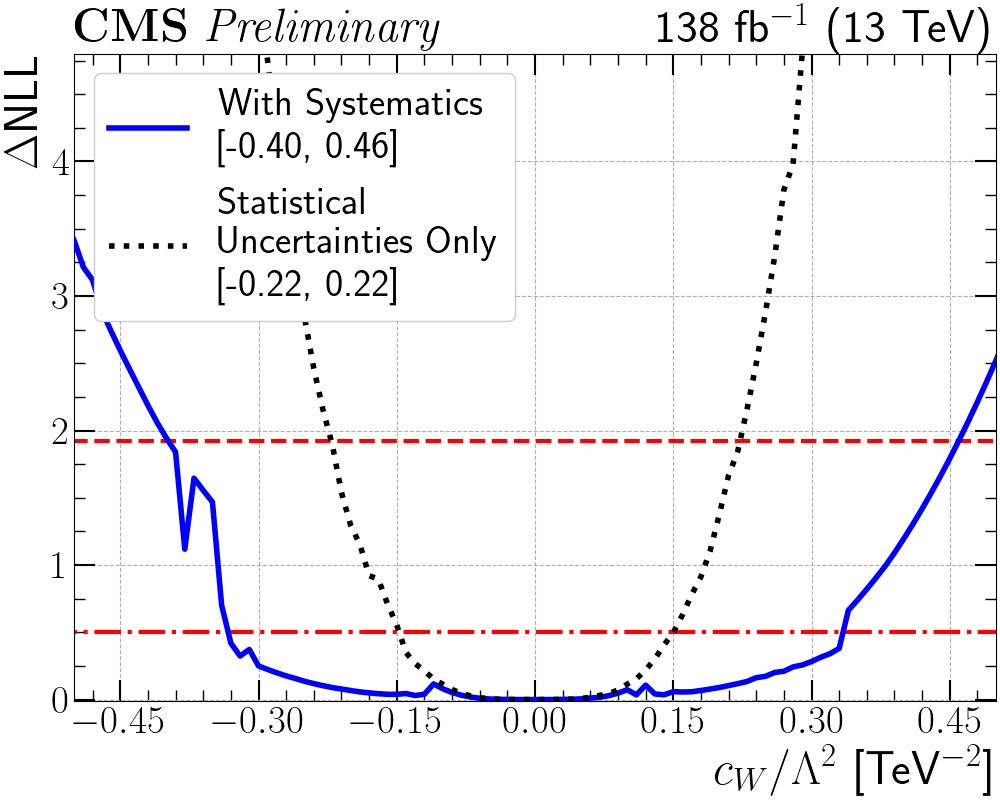 CMS Preliminary 138 fb⁻¹ (13 TeV)
ΔNLL
With Systematics
[-0.40, 0.46]
Statistical
Uncertainties Only
[-0.22, 0.22]
4
3
2
1
0
−0.45 −0.30 −0.15 0.00 0.15 0.30 0.45
c_W/Λ² [TeV⁻²]